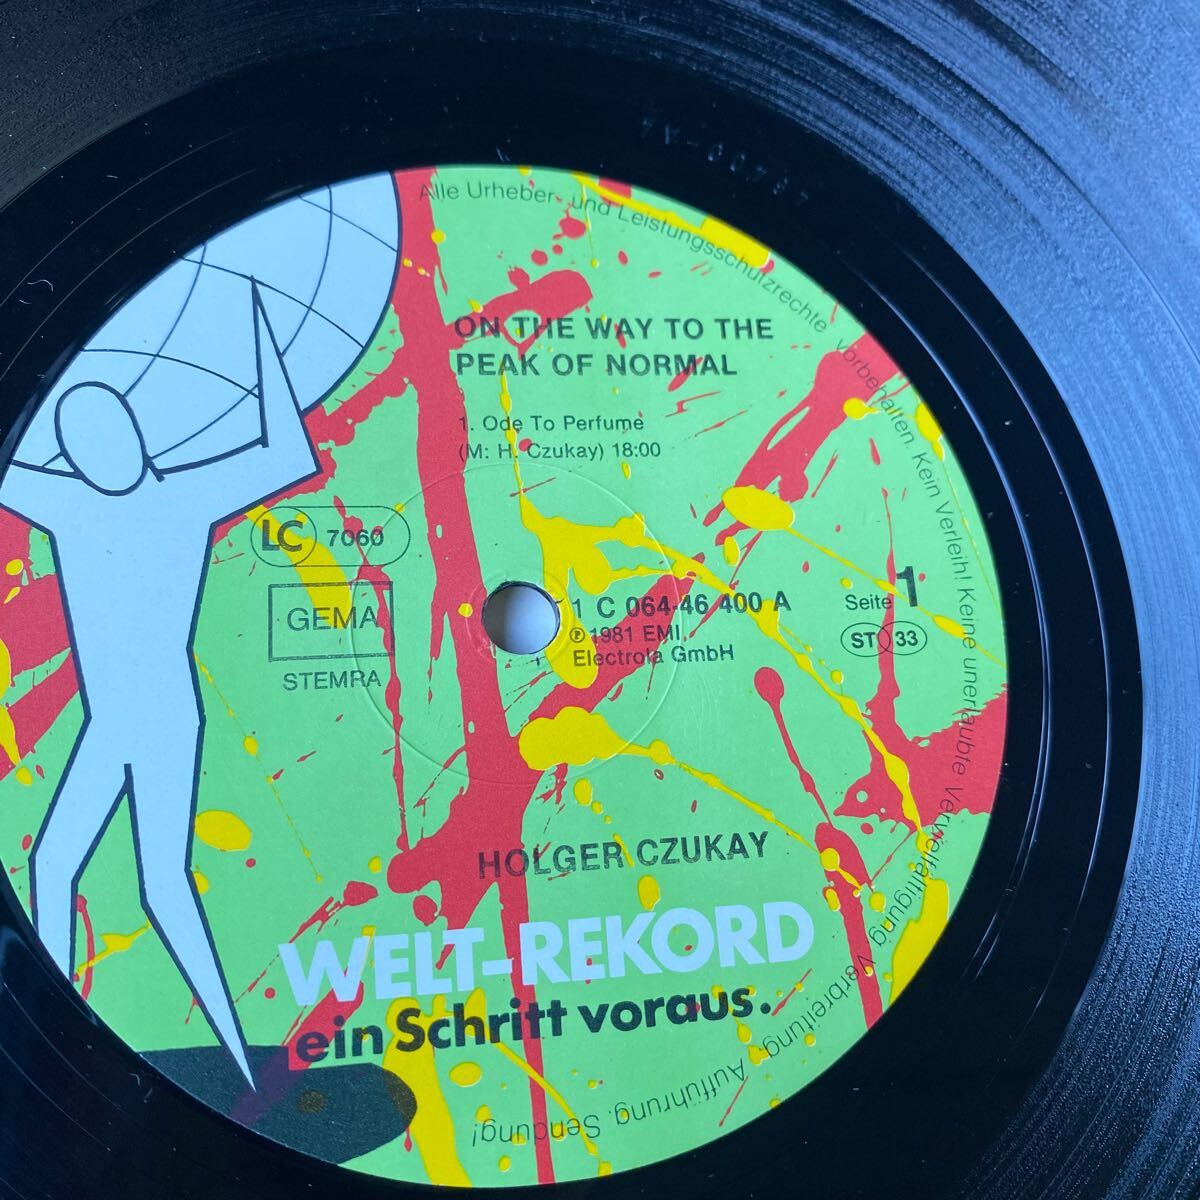 Alle Urheber- und Leistungsschutzrechte vorbehalten. Kein Verleih! Keine unerlaubte Vervielfältigung, Verbreitung, Aufführung, Sendung!
ON THE WAY TO THE
PEAK OF NORMAL
1. Ode To Perfume
(M: H. Czukay) 18:00
LC 7060
GEMA
STEMRA
1 C 064-46 400 A
℗ 1981 EMI
Electrola GmbH
Seite 1
ST 33
HOLGER CZUKAY
WELT-REKORD
ein Schritt voraus.